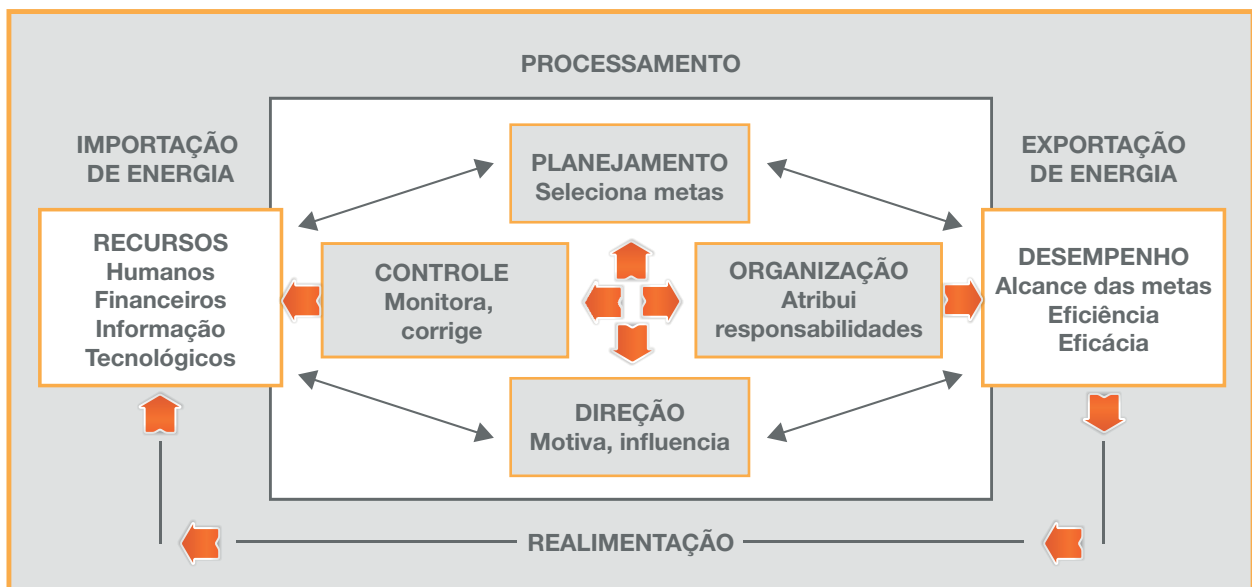 PROCESSAMENTO
IMPORTAÇÃO
DE ENERGIA
EXPORTAÇÃO
DE ENERGIA
PLANEJAMENTO
Seleciona metas
RECURSOS
Humanos
Financeiros
Informação
Tecnológicos
CONTROLE
Monitora,
corrige
ORGANIZAÇÃO
Atribui
responsabilidades
DESEMPENHO
Alcance das metas
Eficiência
Eficácia
DIREÇÃO
Motiva, influencia
REALIMENTAÇÃO